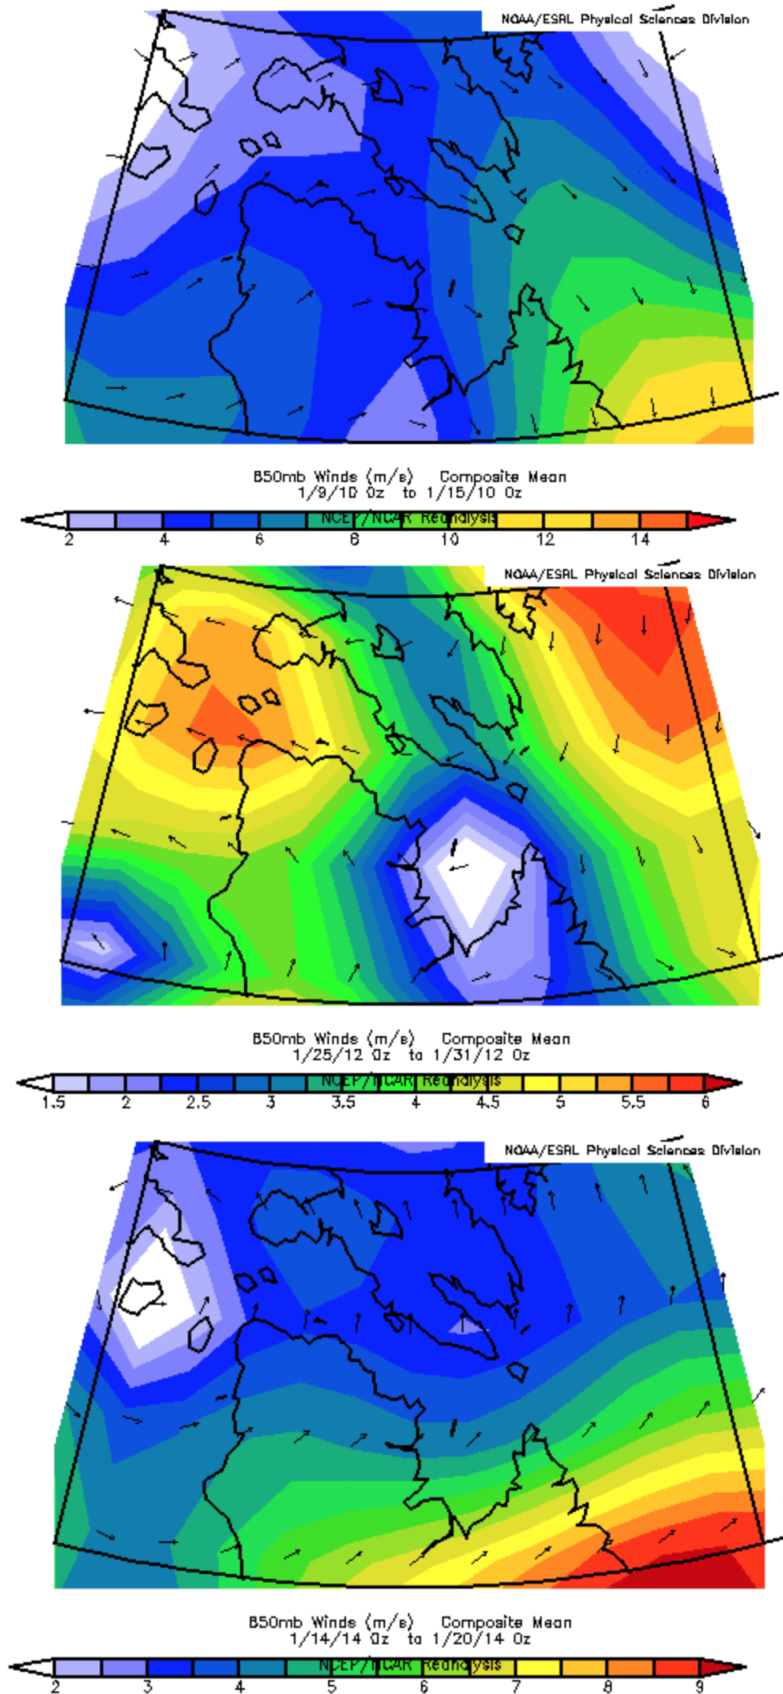 NOAA/ESRL Physical Sciences Division
850mb Winds (m/s) Composite Mean
1/9/10 0z to 1/15/10 0z
NCEP/NCAR Reanalysis
2 4 6 8 10 12 14
NOAA/ESRL Physical Sciences Division
850mb Winds (m/s) Composite Mean
1/25/12 0z to 1/31/12 0z
NCEP/NCAR Reanalysis
1.5 2 2.5 3 3.5 4 4.5 5 5.5 6
NOAA/ESRL Physical Sciences Division
850mb Winds (m/s) Composite Mean
1/14/14 0z to 1/20/14 0z
NCEP/NCAR Reanalysis
2 3 4 5 6 7 8 9